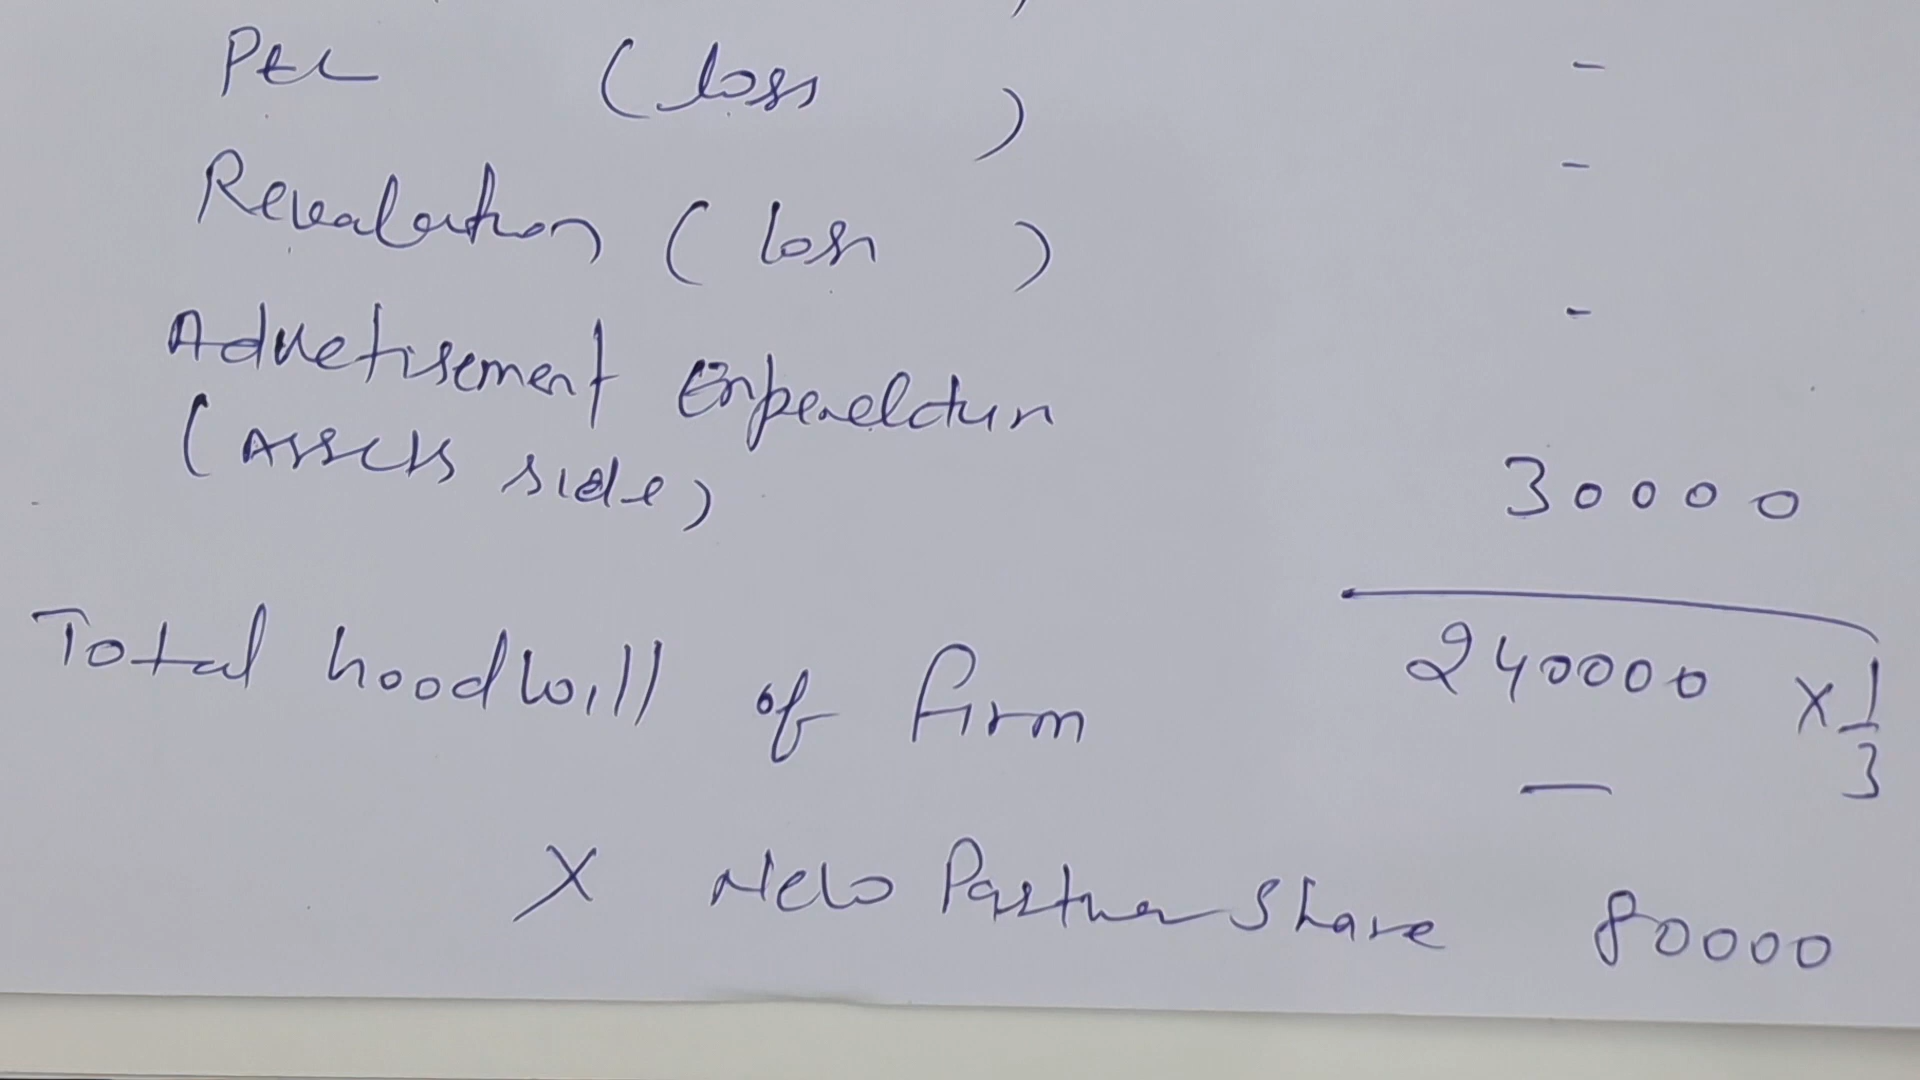 P&L (loss ) -
Revaluation (loss ) -
-
Advertisement Expenditure
(Assets side) 30000
Total Goodwill of firm 240000 x 1/3
—
X New Partner Share 80000